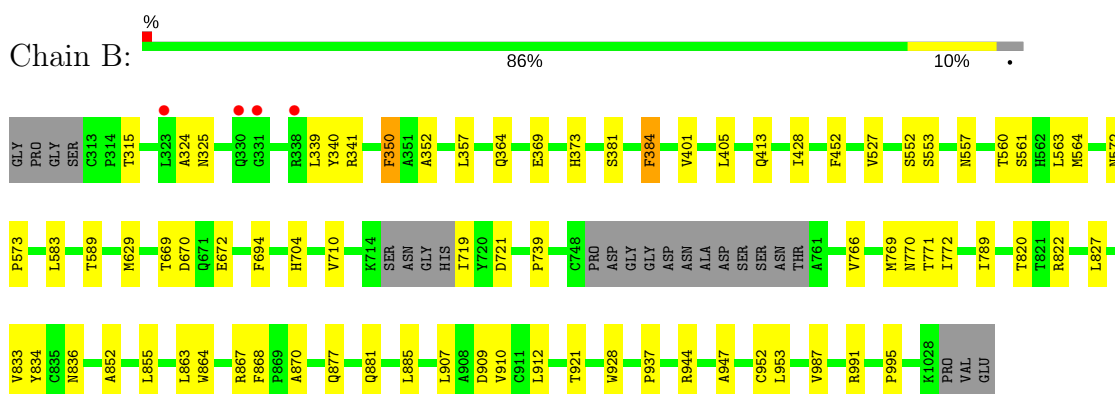 %
Chain B:
86% 10% •
GLY PRO GLY SER C313 P314 T315 L323 A324 N325 Q330 G331 R338 L339 Y340 R341 F350 A351 A352 L357 Q364 E369 H373 S381 F384 V401 L405 Q413 I428 F452 V527 S552 S553 N557 T560 S561 H562 L563 M564 N572
P573 L583 T589 M629 T669 D670 Q671 E672 F694 H704 V710 K714 SER ASN GLY HIS I719 Y720 D721 P739 C748 PRO ASP GLY GLY ASP ASN ALA ASP SER SER ASN THR A761 V766 M769 N770 T771 I772 I789 T820 T821 R822 L827
V833 Y834 C835 N836 A852 L855 L863 W864 R867 F868 P869 A870 Q877 Q881 L885 L907 A908 D909 V910 C911 L912 T921 W928 P937 R944 A947 C952 L953 V987 R991 P995 K1028 PRO VAL GLU